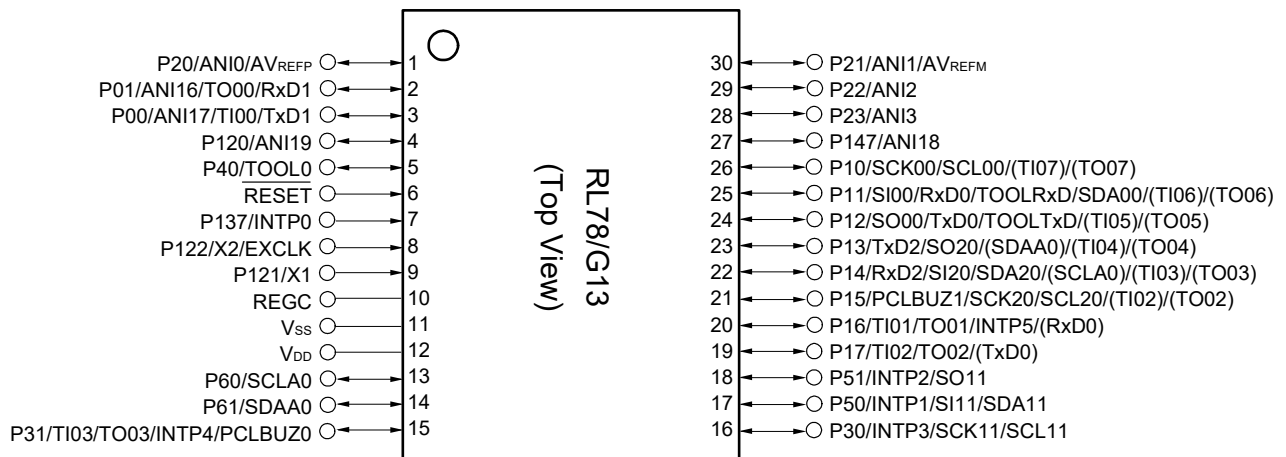 P20/ANI0/AVREFP 1
P01/ANI16/TO00/RxD1 2
P00/ANI17/TI00/TxD1 3
P120/ANI19 4
P40/TOOL0 5
RESET 6
P137/INTP0 7
P122/X2/EXCLK 8
P121/X1 9
REGC 10
VSS 11
VDD 12
P60/SCLA0 13
P61/SDAA0 14
P31/TI03/TO03/INTP4/PCLBUZ0 15
RL78/G13
(Top View)
30 P21/ANI1/AVREFM
29 P22/ANI2
28 P23/ANI3
27 P147/ANI18
26 P10/SCK00/SCL00/(TI07)/(TO07)
25 P11/SI00/RxD0/TOOLRxD/SDA00/(TI06)/(TO06)
24 P12/SO00/TxD0/TOOLTxD/(TI05)/(TO05)
23 P13/TxD2/SO20/(SDAA0)/(TI04)/(TO04)
22 P14/RxD2/SI20/SDA20/(SCLA0)/(TI03)/(TO03)
21 P15/PCLBUZ1/SCK20/SCL20/(TI02)/(TO02)
20 P16/TI01/TO01/INTP5/(RxD0)
19 P17/TI02/TO02/(TxD0)
18 P51/INTP2/SO11
17 P50/INTP1/SI11/SDA11
16 P30/INTP3/SCK11/SCL11